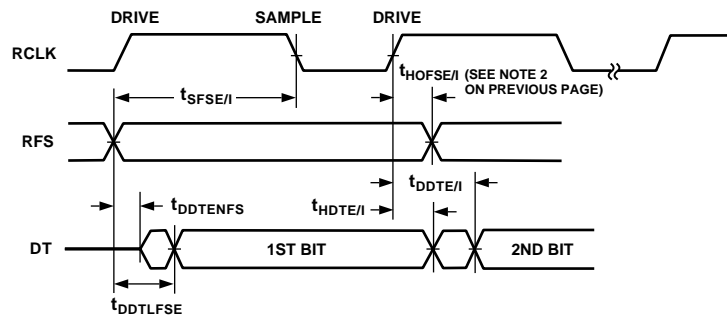 DRIVE SAMPLE DRIVE
RCLK
tHOFSE/I (SEE NOTE 2
ON PREVIOUS PAGE)
tSFSE/I
RFS
tDDTE/I
tDDTENFS
tHDTE/I
DT 1ST BIT 2ND BIT
tDDTLFSE